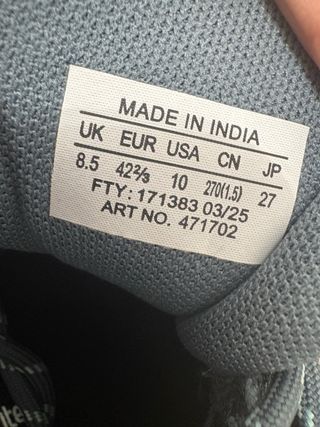 MADE IN INDIA
UK EUR USA CN JP
8.5 42⅔ 10 270(1.5) 27
FTY: 171383 03/25
ART NO. 471702